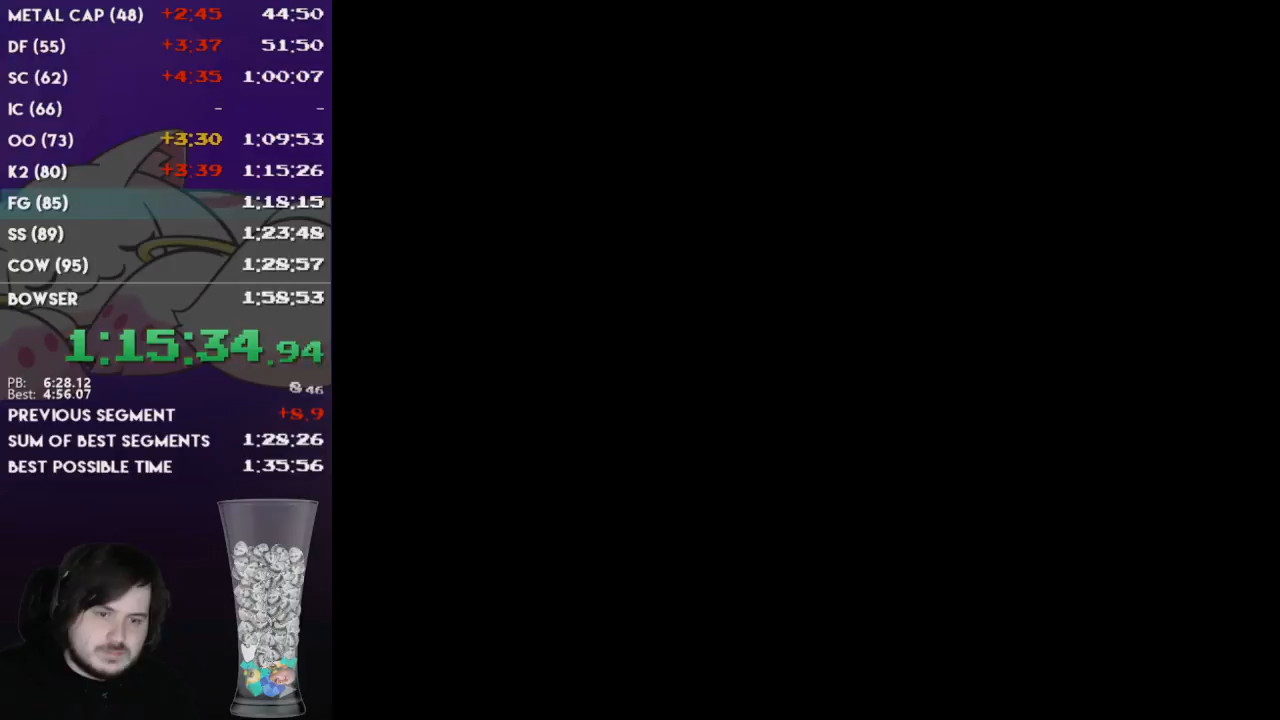 METAL CAP (48) +2:45 44:50
DF (55) +3:37 51:50
SC (62) +4:35 1:00:07
IC (66) - -
OO (73) +3:30 1:09:53
K2 (80) +3:39 1:15:26
FG (85) 1:18:15
SS (89) 1:23:48
COW (95) 1:28:57
BOWSER 1:58:53
1:15:34.94
PB: 6:28.12
Best: 4:56.07
8 46
PREVIOUS SEGMENT +8.9
SUM OF BEST SEGMENTS 1:28:26
BEST POSSIBLE TIME 1:35:56